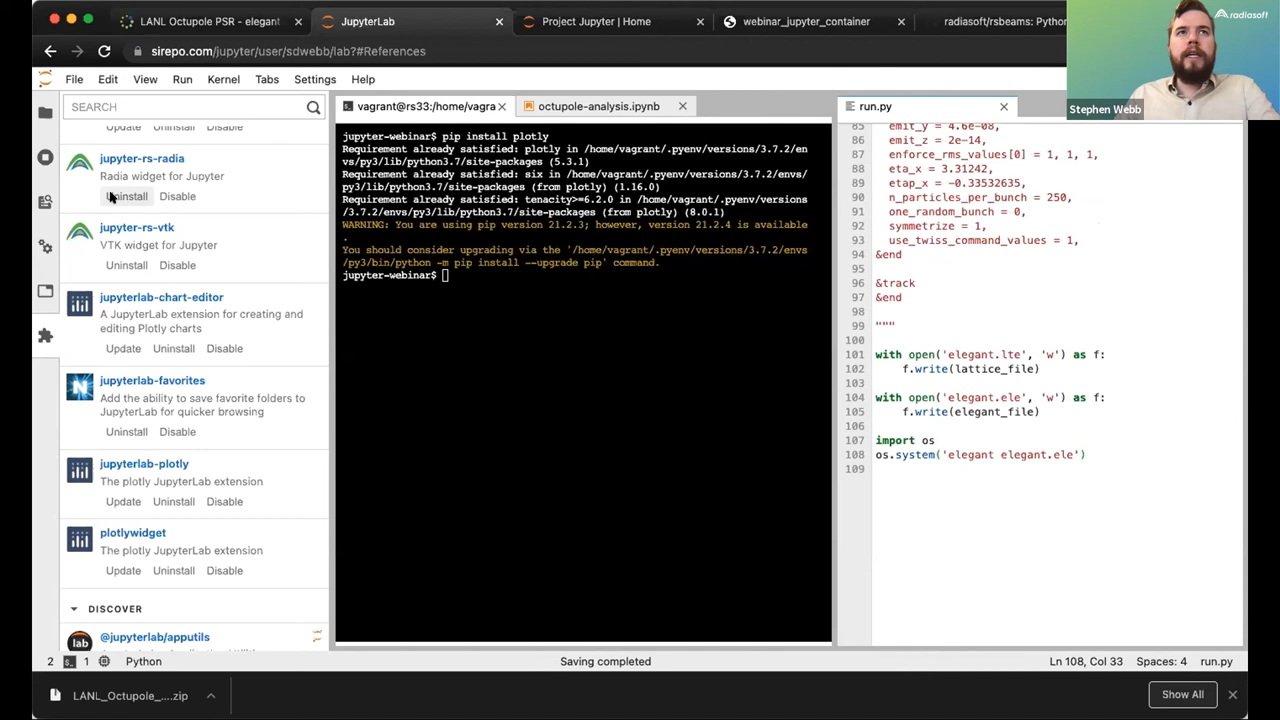 LANL Octupole PSR - elegant
JupyterLab
Project Jupyter | Home
webinar_jupyter_container
radiasoft/rsbeams: Python
radiasoft
Stephen Webb
sirepo.com/jupyter/user/sdwebb/lab?#References
File Edit View Run Kernel Tabs Settings Help
SEARCH
Update Uninstall Disable
jupyter-rs-radia
Radia widget for Jupyter
Uninstall Disable
jupyter-rs-vtk
VTK widget for Jupyter
Uninstall Disable
jupyterlab-chart-editor
A JupyterLab extension for creating and
editing Plotly charts
Update Uninstall Disable
jupyterlab-favorites
Add the ability to save favorite folders to
JupyterLab for quicker browsing
Uninstall Disable
jupyterlab-plotly
The plotly JupyterLab extension
Update Uninstall Disable
plotlywidget
The plotly JupyterLab extension
Update Uninstall Disable
DISCOVER
lab
@jupyterlab/apputils
vagrant@rs33:/home/vagra
octupole-analysis.ipynb
jupyter-webinar$ pip install plotly
Requirement already satisfied: plotly in /home/vagrant/.pyenv/versions/3.7.2/en
vs/py3/lib/python3.7/site-packages (5.3.1)
Requirement already satisfied: six in /home/vagrant/.pyenv/versions/3.7.2/envs/
py3/lib/python3.7/site-packages (from plotly) (1.16.0)
Requirement already satisfied: tenacity>=6.2.0 in /home/vagrant/.pyenv/versions
/3.7.2/envs/py3/lib/python3.7/site-packages (from plotly) (8.0.1)
WARNING: You are using pip version 21.2.3; however, version 21.2.4 is available
.
You should consider upgrading via the '/home/vagrant/.pyenv/versions/3.7.2/envs
/py3/bin/python -m pip install --upgrade pip' command.
jupyter-webinar$
run.py
85 emit_x = 4.6e-08,
86 emit_y = 4.6e-08,
86 emit_z = 2e-14,
87 enforce_rms_values[0] = 1, 1, 1,
88 eta_x = 3.31242,
89 etap_x = -0.33532635,
90 n_particles_per_bunch = 250,
91 one_random_bunch = 0,
92 symmetrize = 1,
93 use_twiss_command_values = 1,
94 &end
95
96 &track
97 &end
98
99 """
100
101 with open('elegant.lte', 'w') as f:
102 f.write(lattice_file)
103
104 with open('elegant.ele', 'w') as f:
105 f.write(elegant_file)
106
107 import os
108 os.system('elegant elegant.ele')
109
2 1 Python
Saving completed
Ln 108, Col 33 Spaces: 4 run.py
LANL_Octupole_....zip
Show All